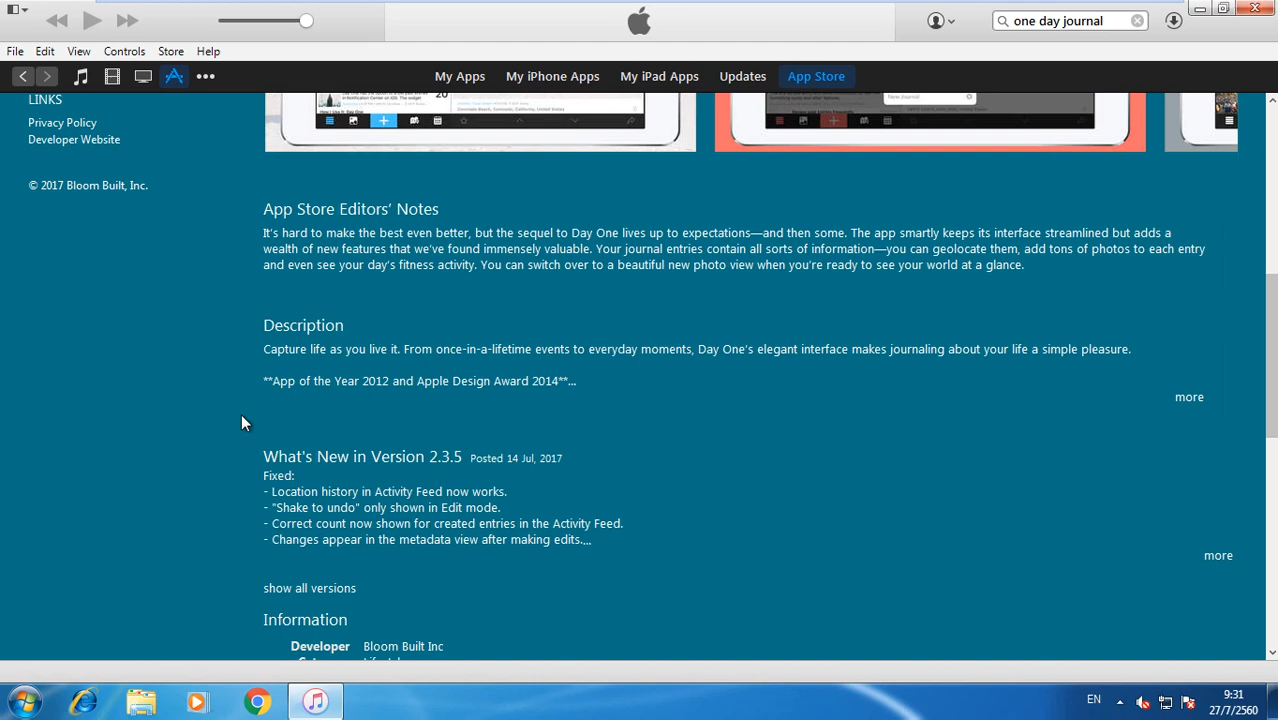 one day journal
File Edit View Controls Store Help
My Apps My iPhone Apps My iPad Apps Updates App Store
LINKS
Privacy Policy
Developer Website
© 2017 Bloom Built, Inc.
20
New Journal
App Store Editors' Notes
It's hard to make the best even better, but the sequel to Day One lives up to expectations—and then some. The app smartly keeps its interface streamlined but adds a
wealth of new features that we've found immensely valuable. Your journal entries contain all sorts of information—you can geolocate them, add tons of photos to each entry
and even see your day's fitness activity. You can switch over to a beautiful new photo view when you're ready to see your world at a glance.
Description
Capture life as you live it. From once-in-a-lifetime events to everyday moments, Day One's elegant interface makes journaling about your life a simple pleasure.
**App of the Year 2012 and Apple Design Award 2014**...
more
What's New in Version 2.3.5 Posted 14 Jul, 2017
Fixed:
- Location history in Activity Feed now works.
- "Shake to undo" only shown in Edit mode.
- Correct count now shown for created entries in the Activity Feed.
- Changes appear in the metadata view after making edits....
more
show all versions
Information
Developer Bloom Built Inc
EN
9:31
27/7/2560